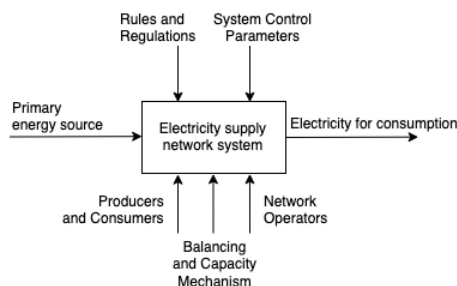 Rules and
Regulations
System Control
Parameters
Primary
energy source
Electricity supply
network system
Electricity for consumption
Producers
and Consumers
Network
Operators
Balancing
and Capacity
Mechanism